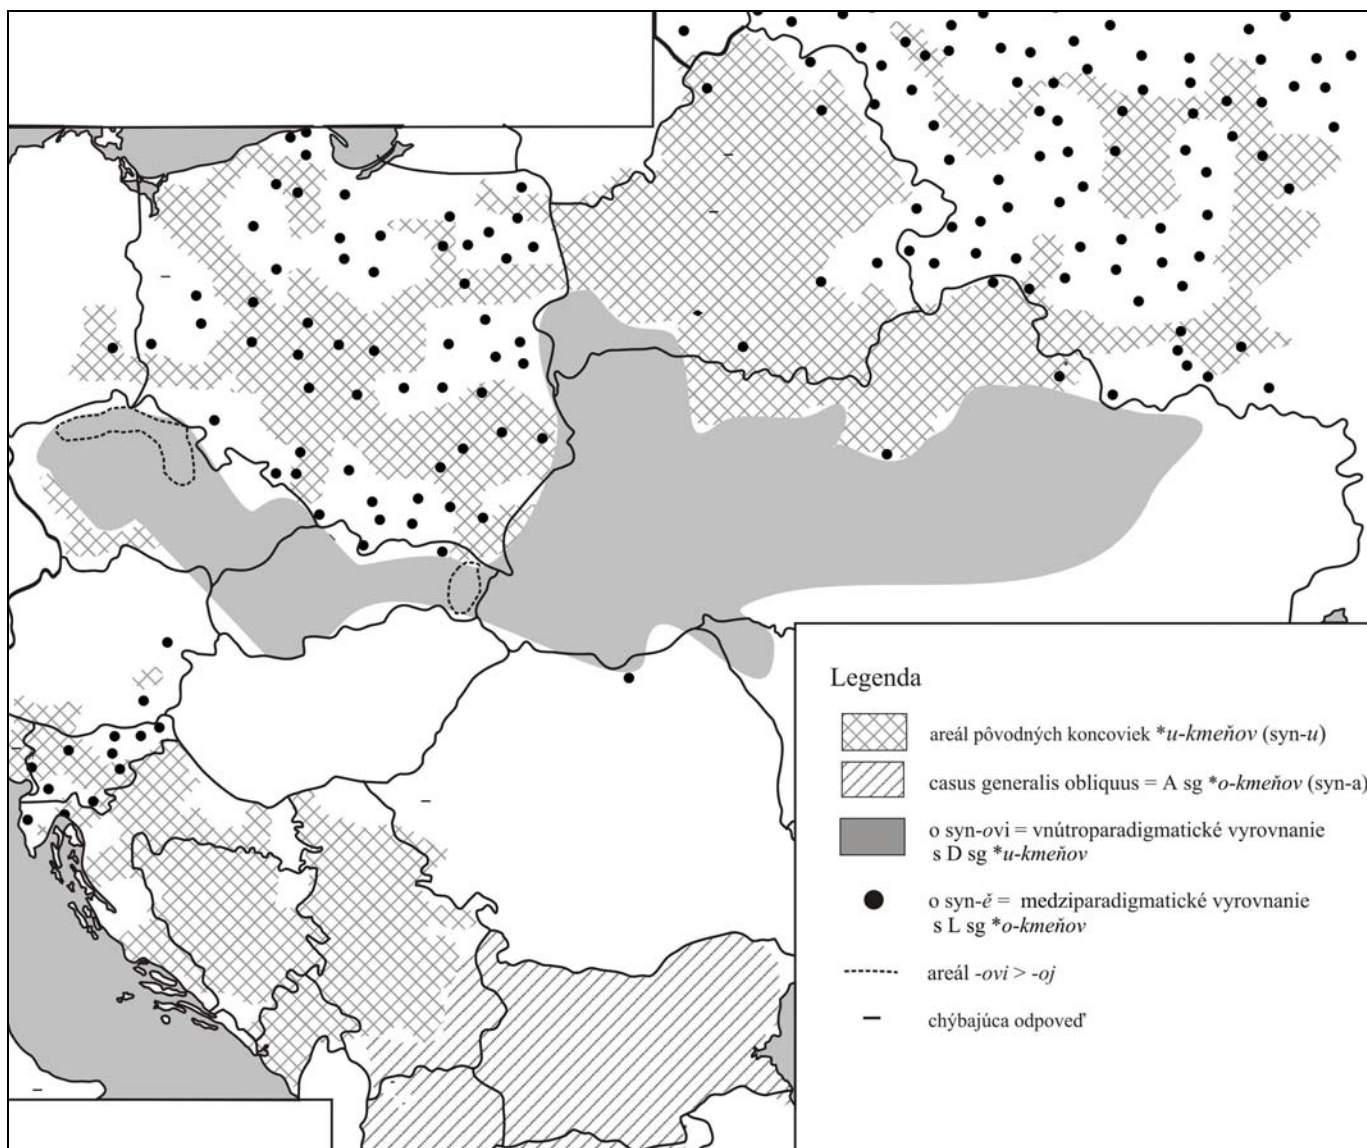 Legenda
areál pôvodných koncoviek *u-kmeňov (syn-u)
casus generalis obliquus = A sg *o-kmeňov (syn-a)
o syn-ovi = vnútroparadigmatické vyrovnanie
s D sg *u-kmeňov
o syn-ě = medziparadigmatické vyrovnanie
s L sg *o-kmeňov
areál -ovi > -oj
chýbajúca odpoveď